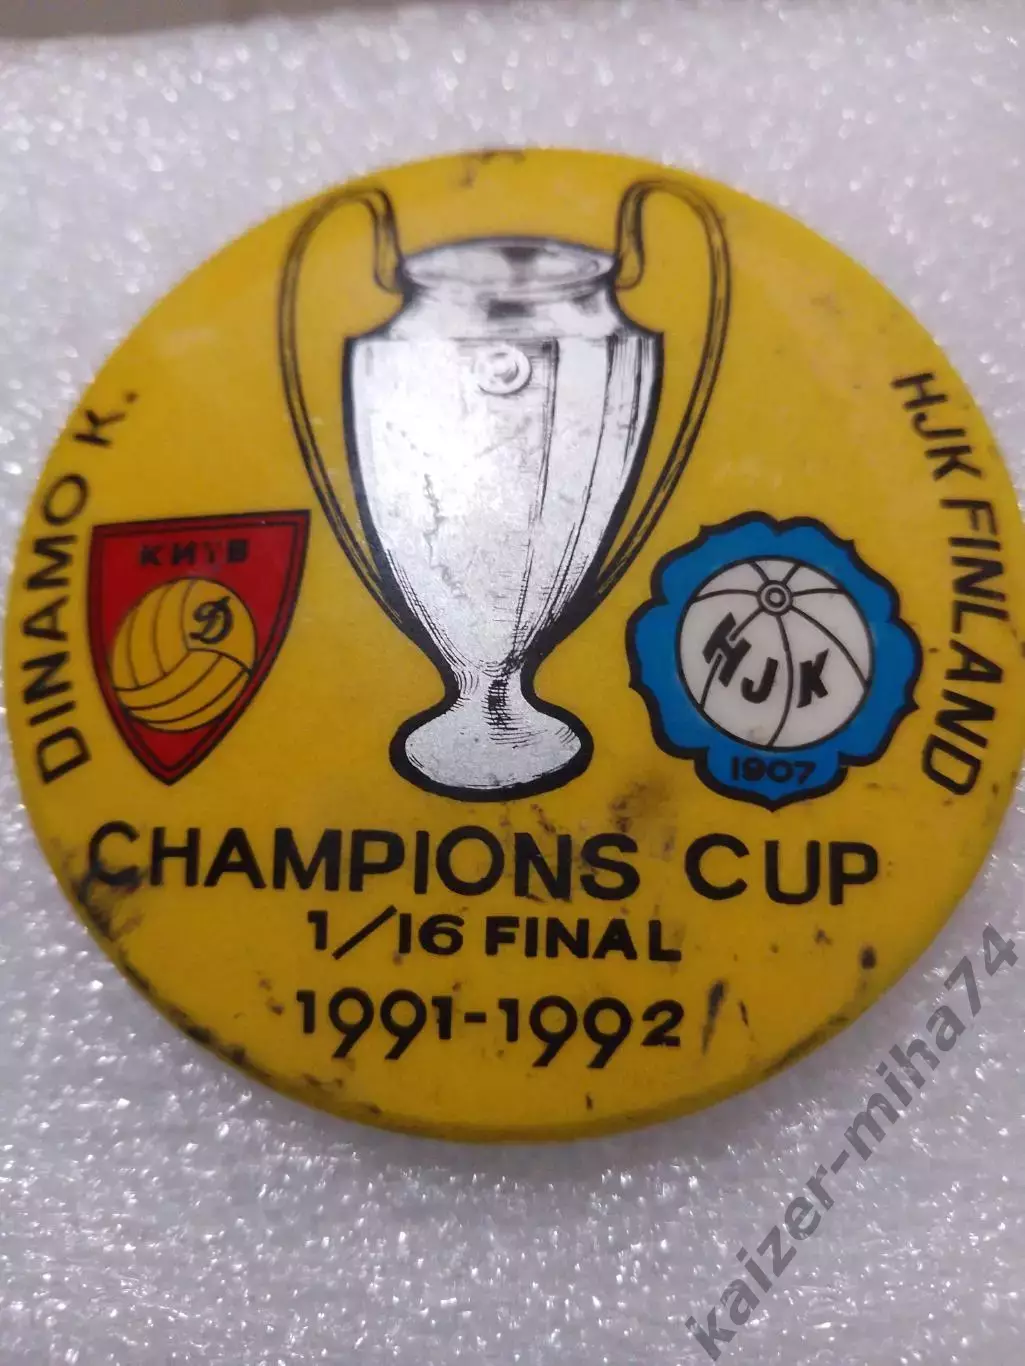 DINAMO K.
HJK FINLAND
КИЇВ
Д
HJK
1907
CHAMPIONS CUP
1/16 FINAL
1991-1992
kaizer-miha74